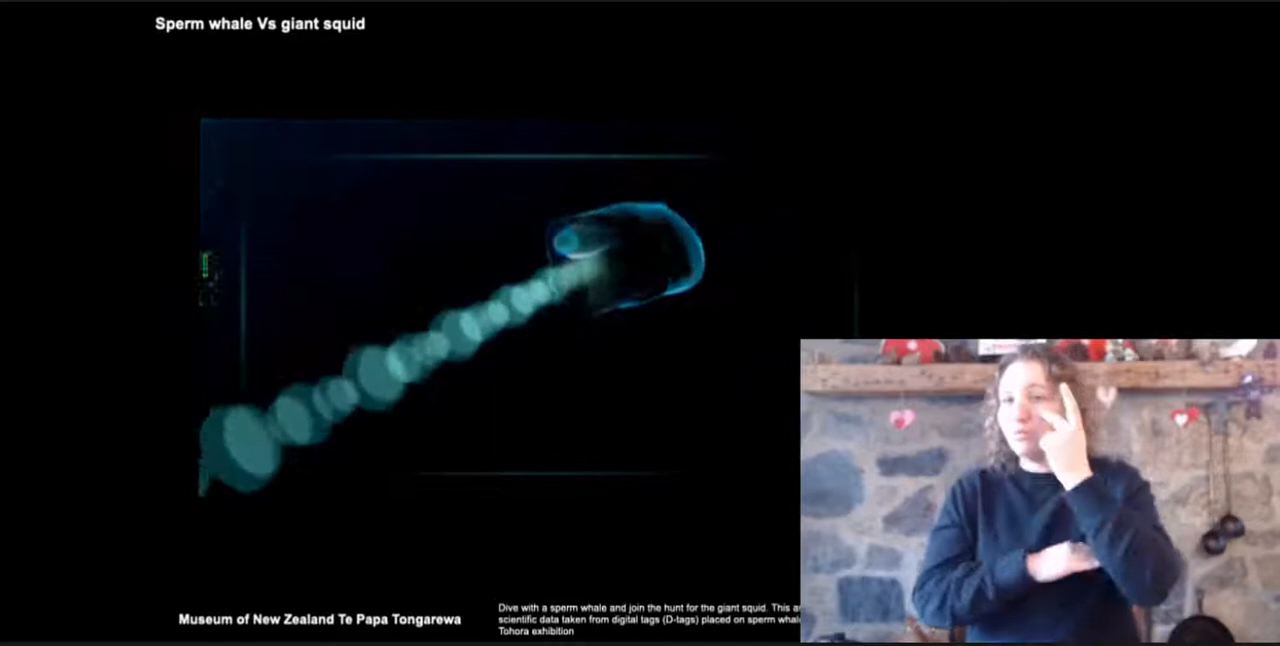 Sperm whale Vs giant squid
Museum of New Zealand Te Papa Tongarewa
Dive with a sperm whale and join the hunt for the giant squid. This
scientific data taken from digital tags (D-tags) placed on sperm
Tohora exhibition